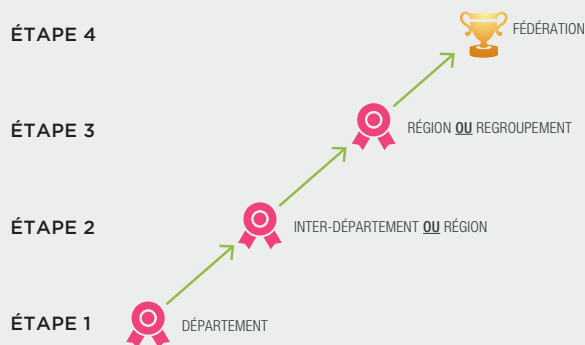 ÉTAPE 4
FÉDÉRATION
ÉTAPE 3
RÉGION OU REGROUPEMENT
ÉTAPE 2
INTER-DÉPARTEMENT OU RÉGION
ÉTAPE 1
DÉPARTEMENT